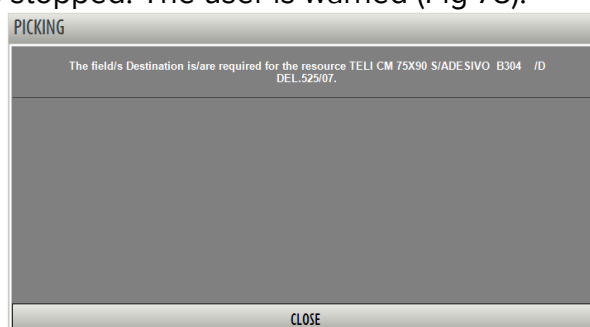 stopped. The user is warned (Fig 78).
PICKING
The field/s Destination is/are required for the resource TELI CM 75X90 S/ADESIVO B304 /D
DEL.525/07.
CLOSE